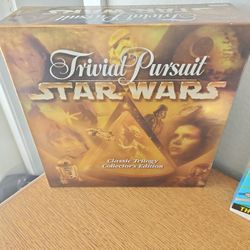 Trivial Pursuit
STAR WARS
Classic Trilogy
Collector's Edition